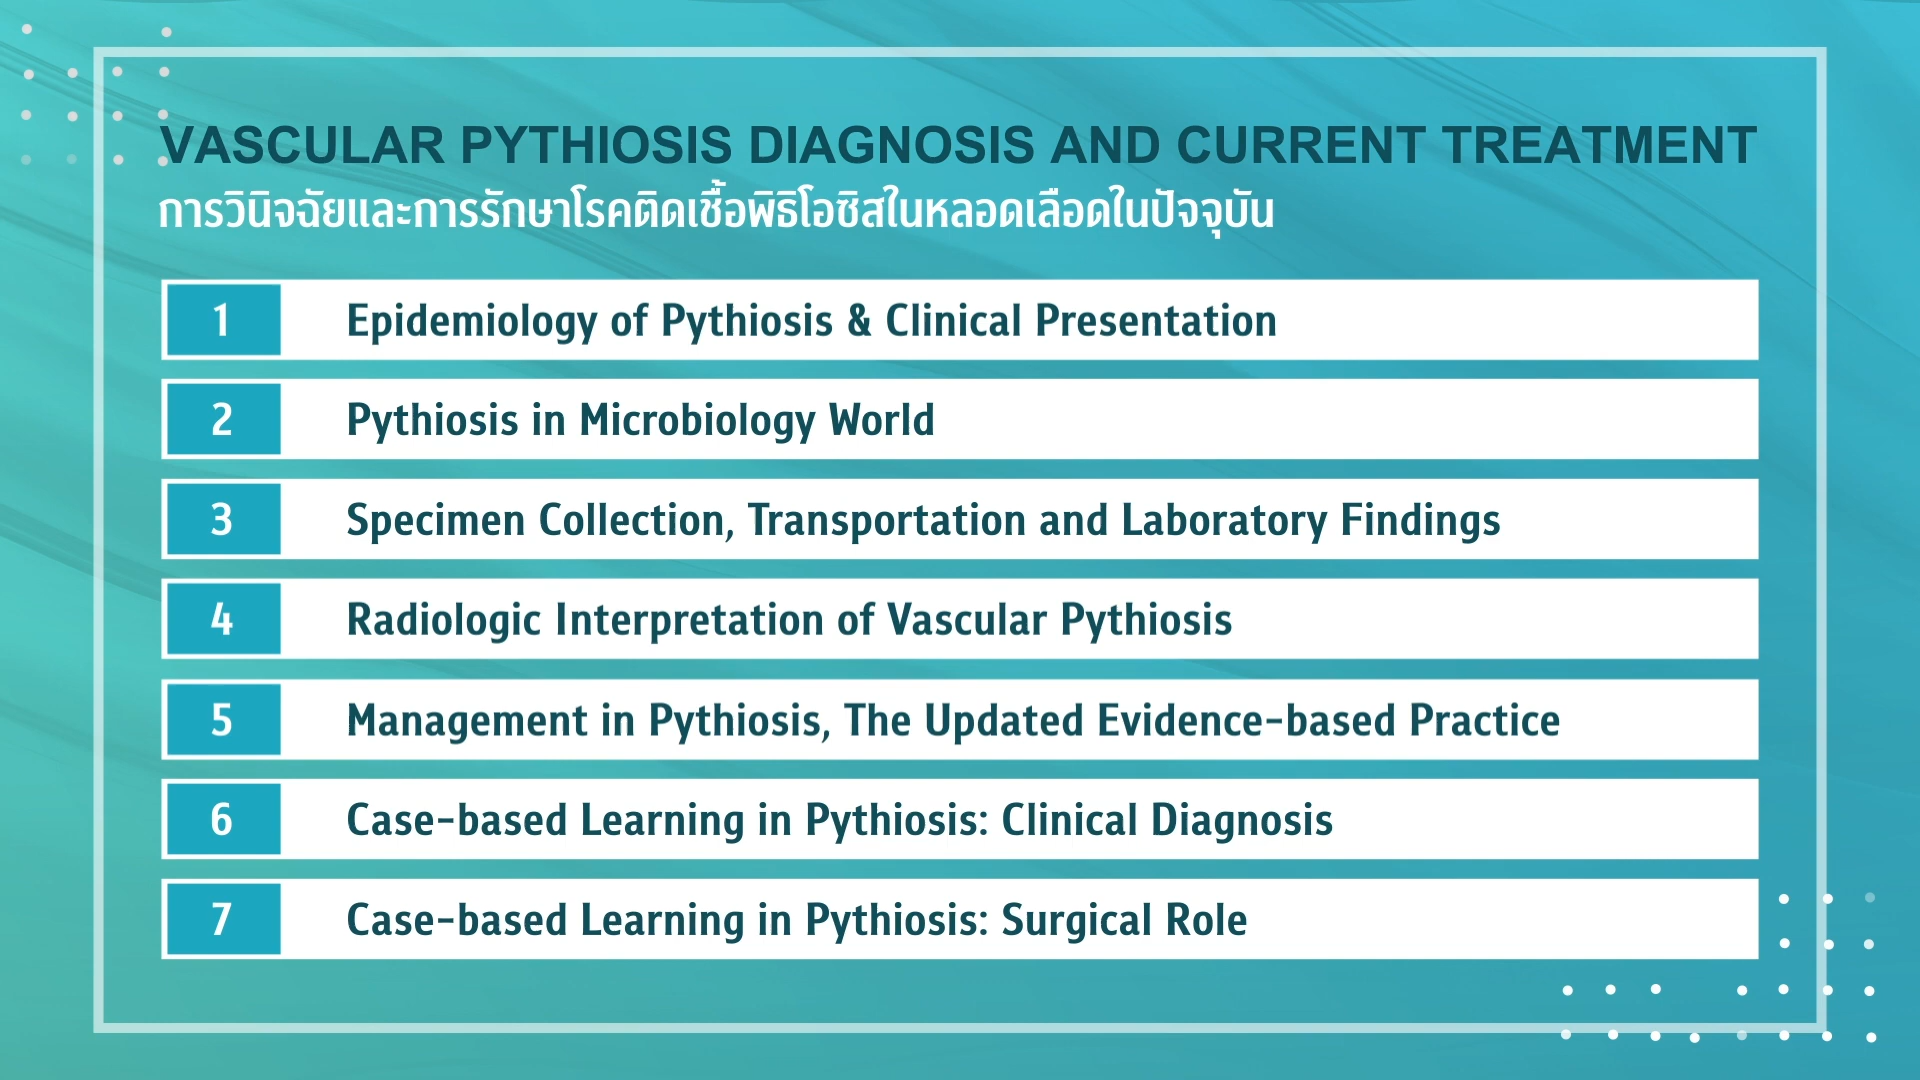 VASCULAR PYTHIOSIS DIAGNOSIS AND CURRENT TREATMENT
การวินิจฉัยและการรักษาโรคติดเชื้อพิธิโอซิสในหลอดเลือดในปัจจุบัน
1 Epidemiology of Pythiosis & Clinical Presentation
2 Pythiosis in Microbiology World
3 Specimen Collection, Transportation and Laboratory Findings
4 Radiologic Interpretation of Vascular Pythiosis
5 Management in Pythiosis, The Updated Evidence-based Practice
6 Case-based Learning in Pythiosis: Clinical Diagnosis
7 Case-based Learning in Pythiosis: Surgical Role